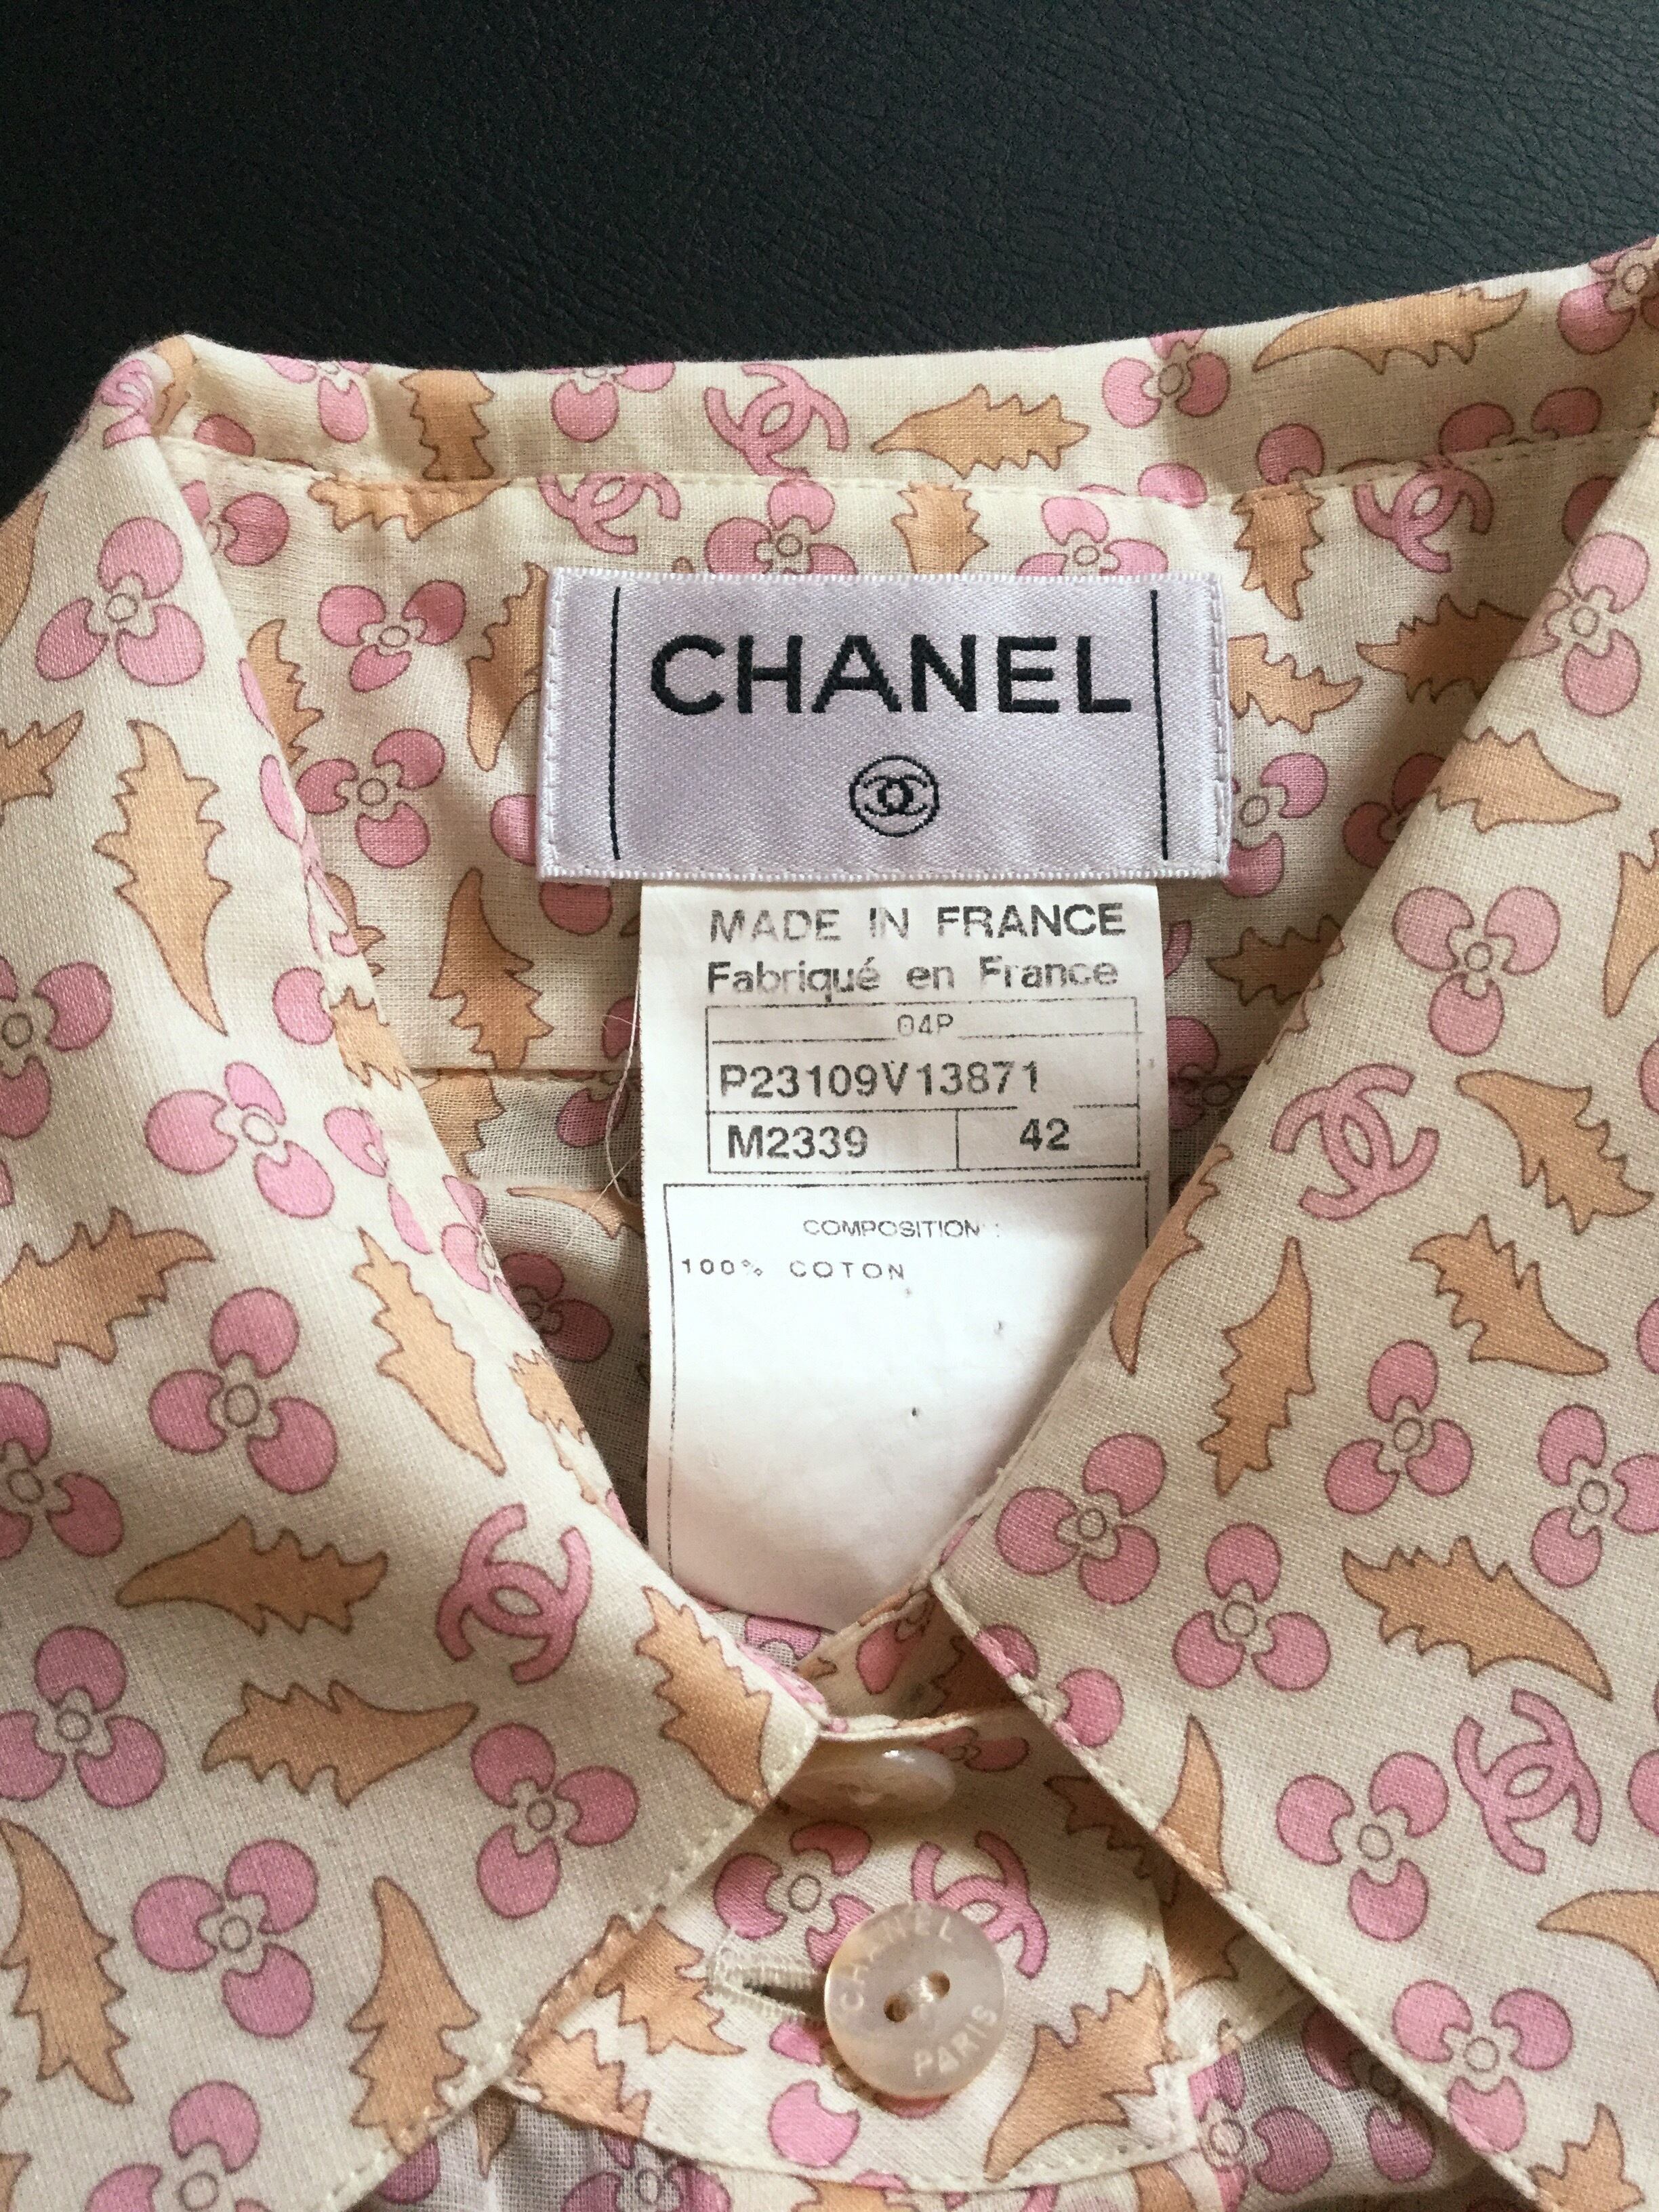 CHANEL
MADE IN FRANCE
Fabriqué en France
04P
P23109V13871
M2339 42
COMPOSITION :
100% COTON
CHANEL
PARIS